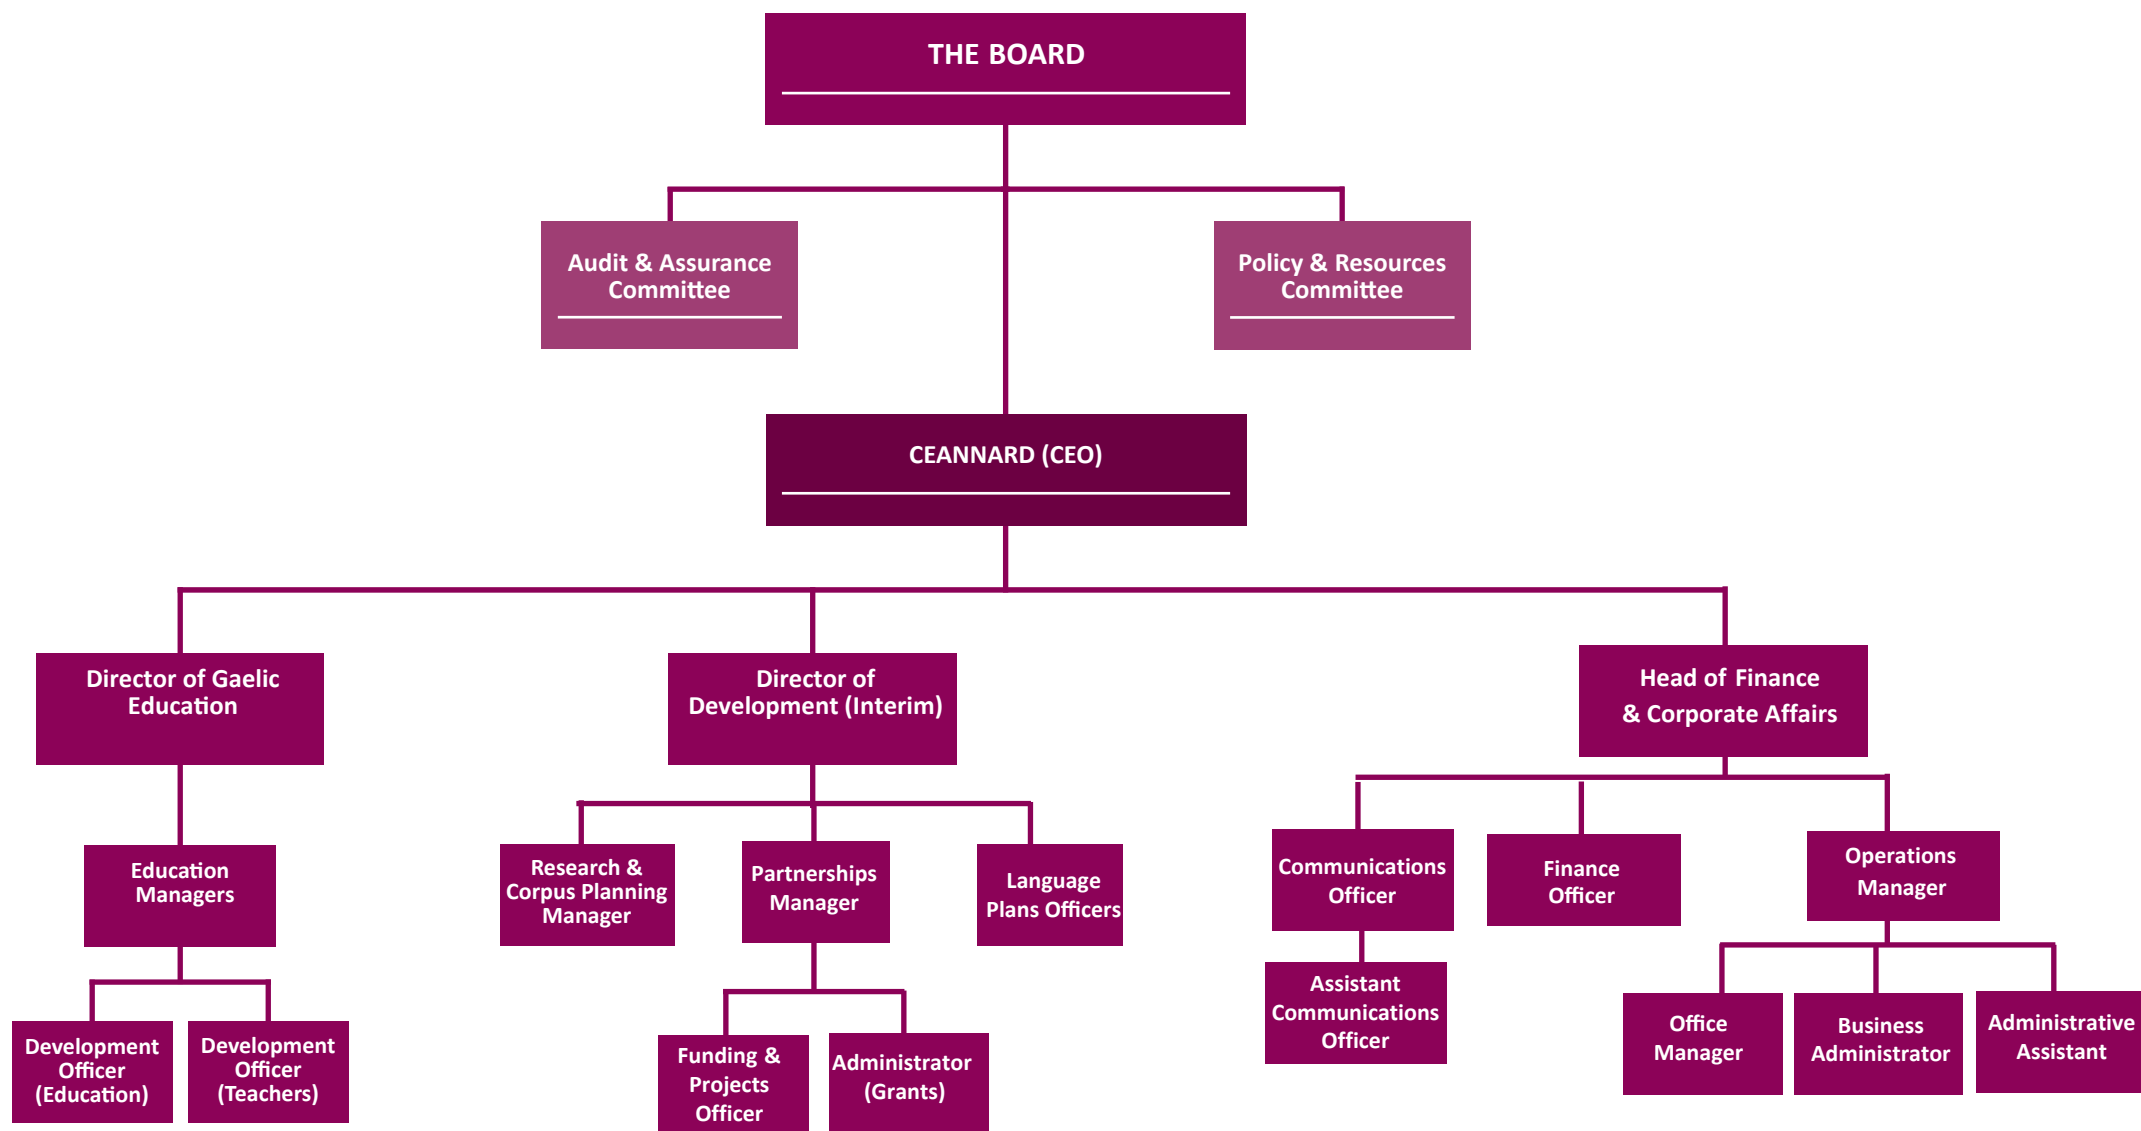 THE BOARD
Audit & Assurance
Committee
Policy & Resources
Committee
CEANNARD (CEO)
Director of Gaelic
Education
Director of
Development (Interim)
Head of Finance
& Corporate Affairs
Education
Managers
Research &
Corpus Planning
Manager
Partnerships
Manager
Language
Plans Officers
Communications
Officer
Finance
Officer
Operations
Manager
Development
Officer
(Education)
Development
Officer
(Teachers)
Funding &
Projects
Officer
Administrator
(Grants)
Assistant
Communications
Officer
Office
Manager
Business
Administrator
Administrative
Assistant